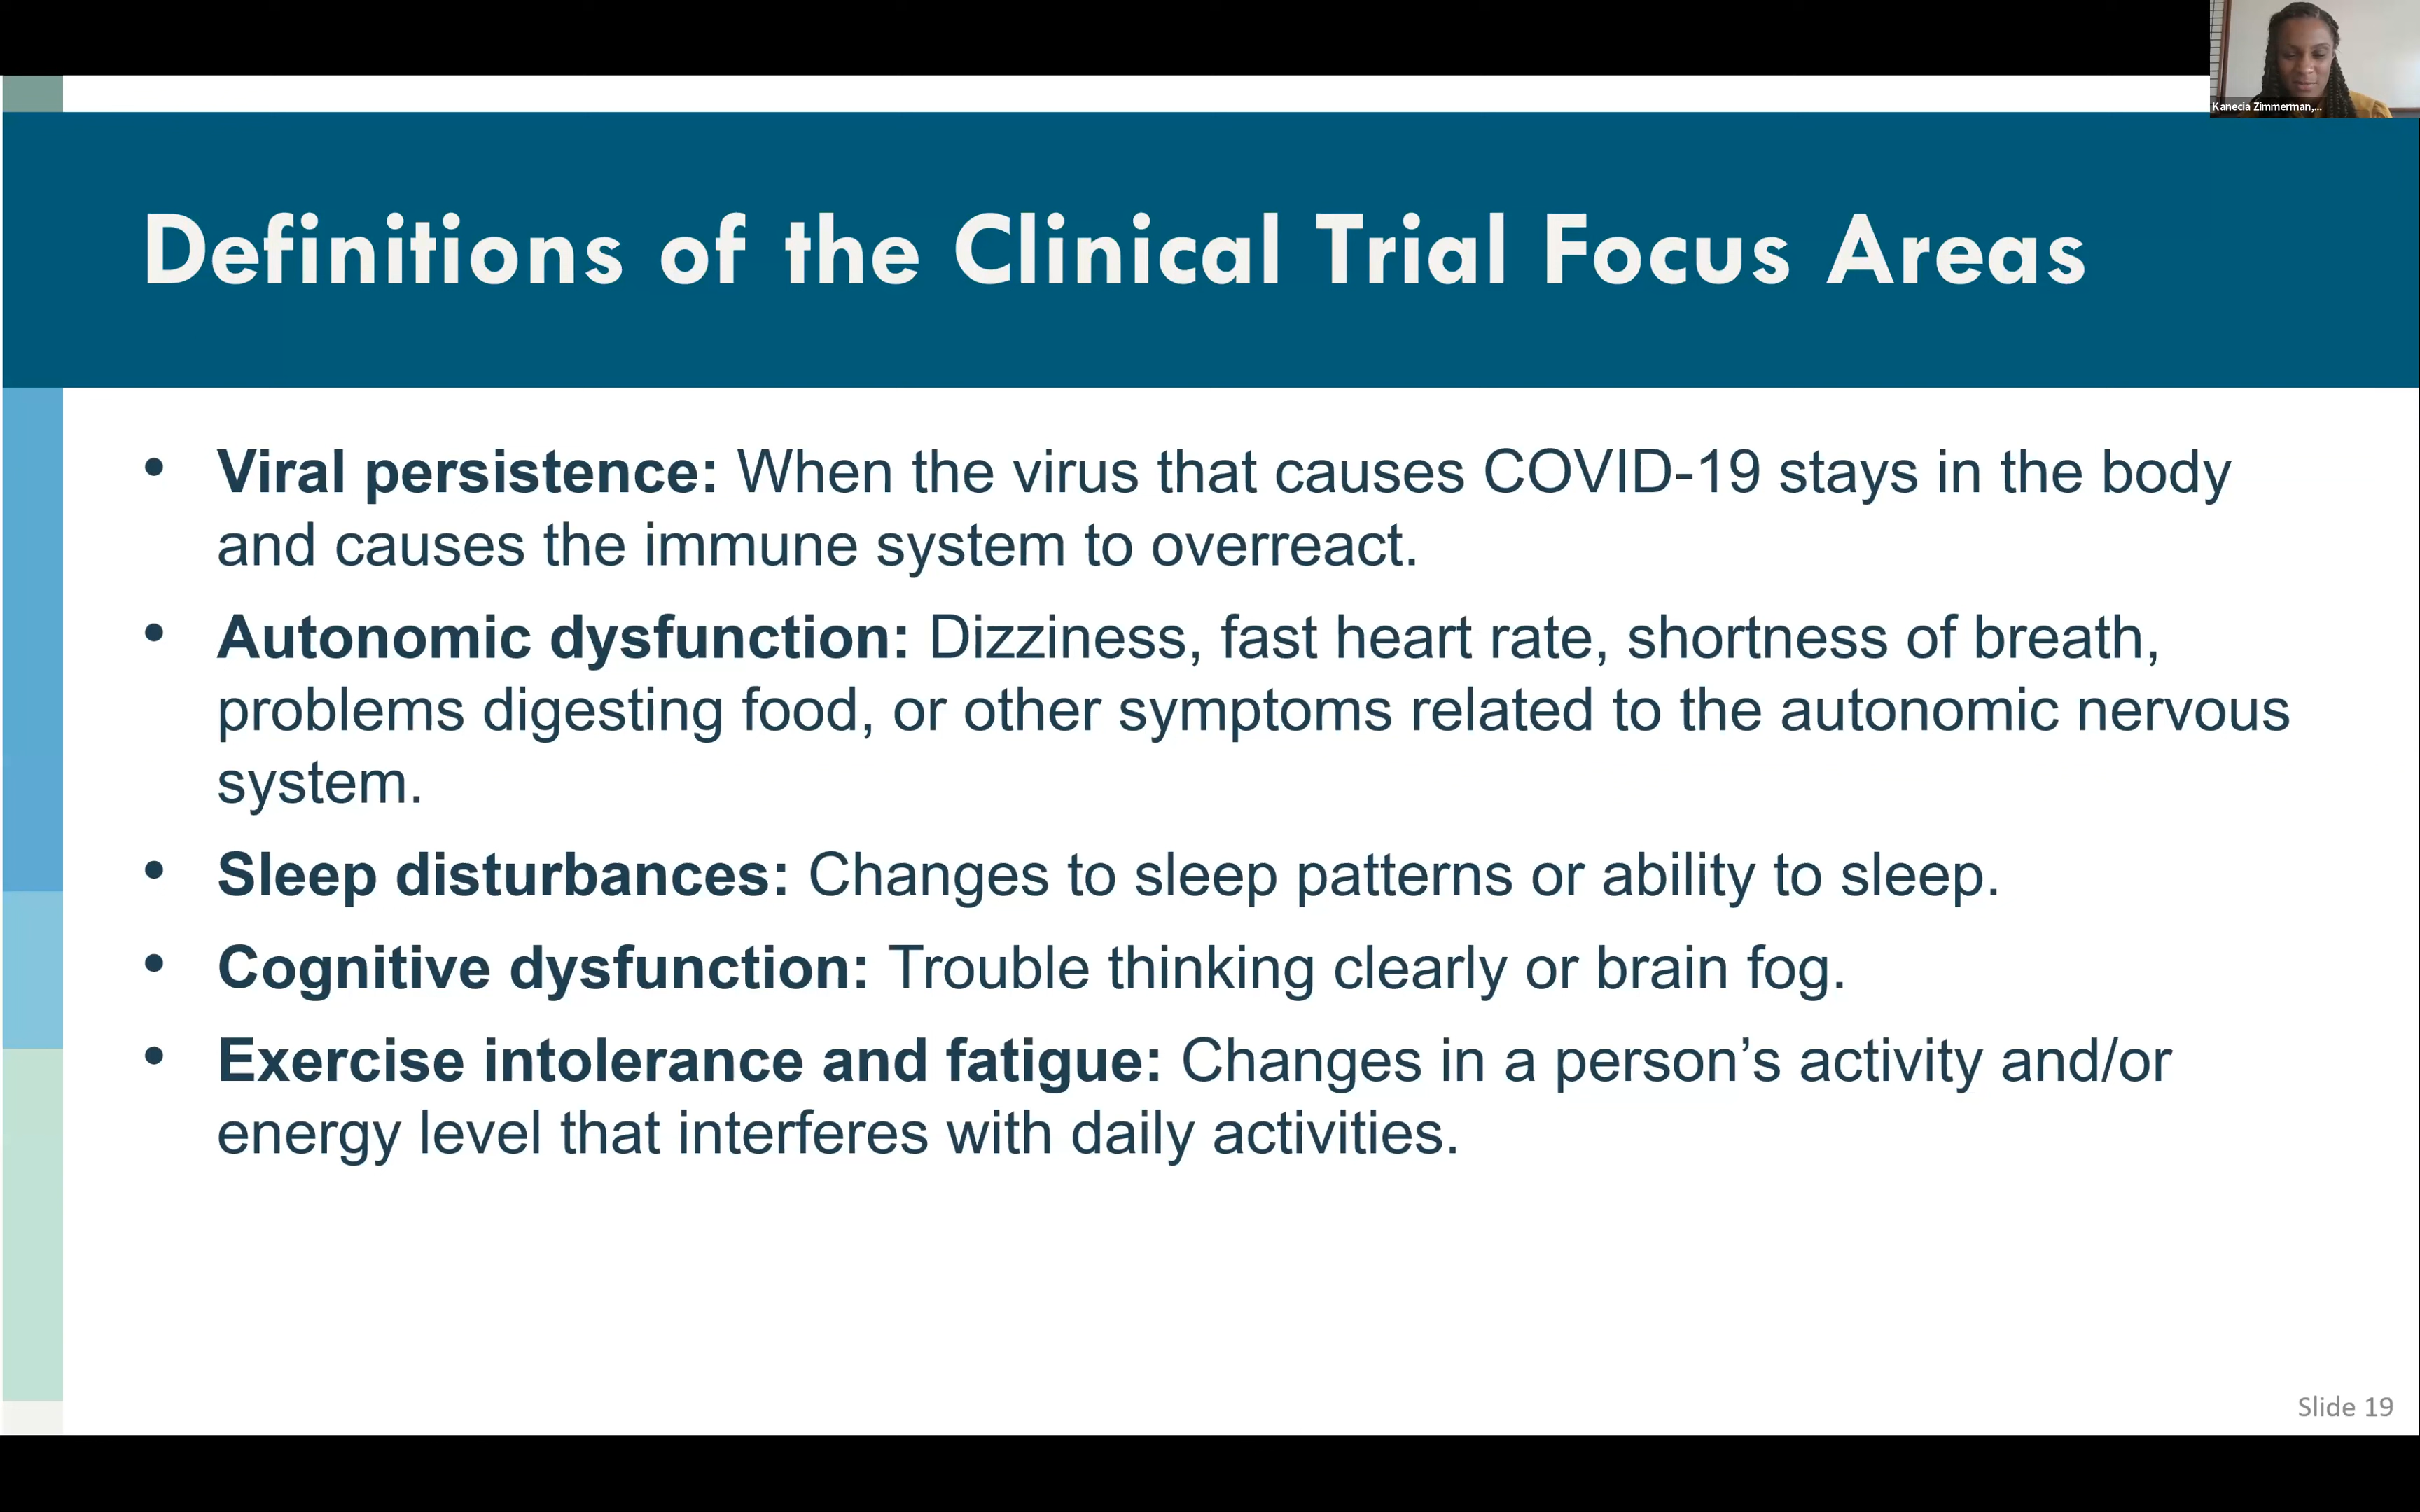 Kanecia Zimmerman,...
Definitions of the Clinical Trial Focus Areas
• Viral persistence: When the virus that causes COVID-19 stays in the body
and causes the immune system to overreact.
• Autonomic dysfunction: Dizziness, fast heart rate, shortness of breath,
problems digesting food, or other symptoms related to the autonomic nervous
system.
• Sleep disturbances: Changes to sleep patterns or ability to sleep.
• Cognitive dysfunction: Trouble thinking clearly or brain fog.
• Exercise intolerance and fatigue: Changes in a person’s activity and/or
energy level that interferes with daily activities.
Slide 19